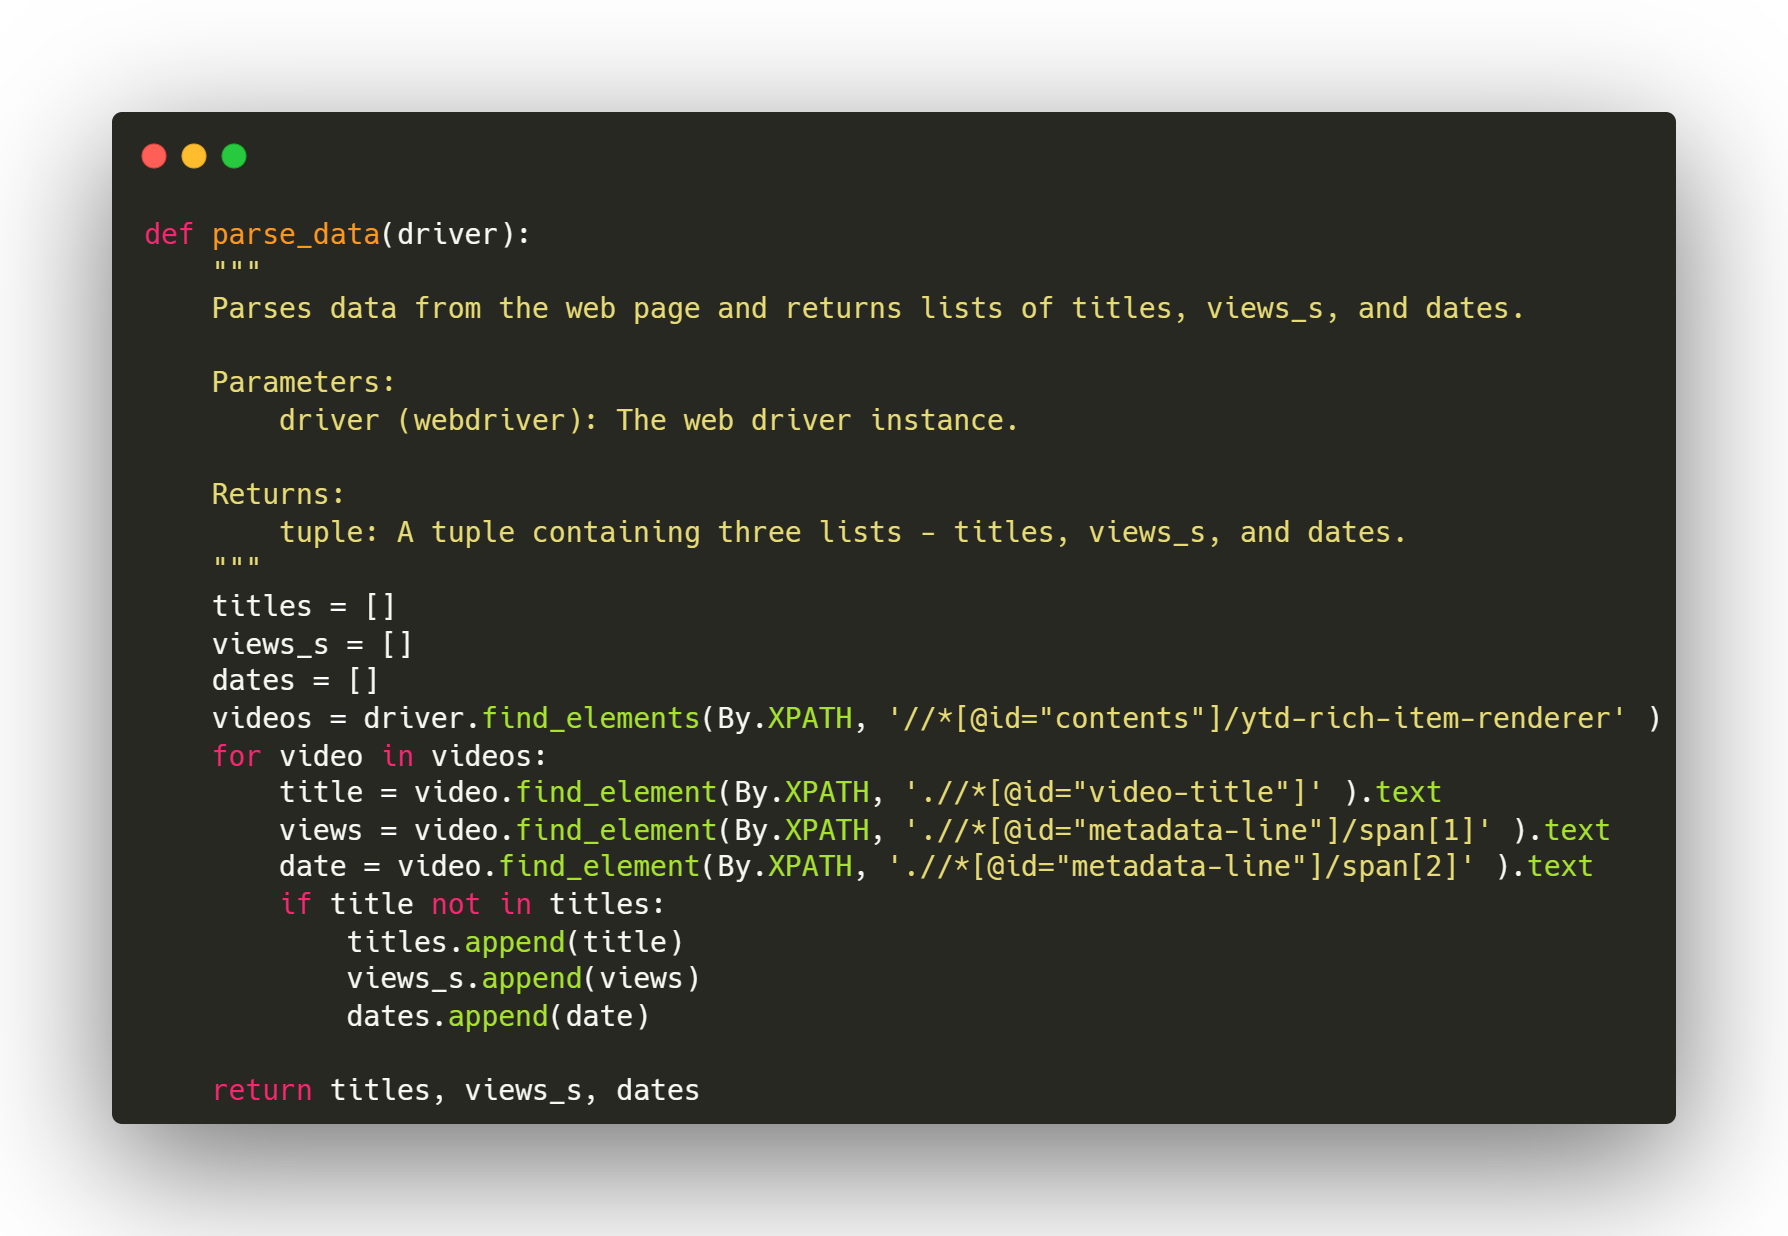 def parse_data(driver):
    """
    Parses data from the web page and returns lists of titles, views_s, and dates.

    Parameters:
        driver (webdriver): The web driver instance.

    Returns:
        tuple: A tuple containing three lists - titles, views_s, and dates.
    """
    titles = []
    views_s = []
    dates = []
    videos = driver.find_elements(By.XPATH, '//*[@id="contents"]/ytd-rich-item-renderer' )
    for video in videos:
        title = video.find_element(By.XPATH, './/*[@id="video-title"]' ).text
        views = video.find_element(By.XPATH, './/*[@id="metadata-line"]/span[1]' ).text
        date = video.find_element(By.XPATH, './/*[@id="metadata-line"]/span[2]' ).text
        if title not in titles:
            titles.append(title)
            views_s.append(views)
            dates.append(date)

    return titles, views_s, dates